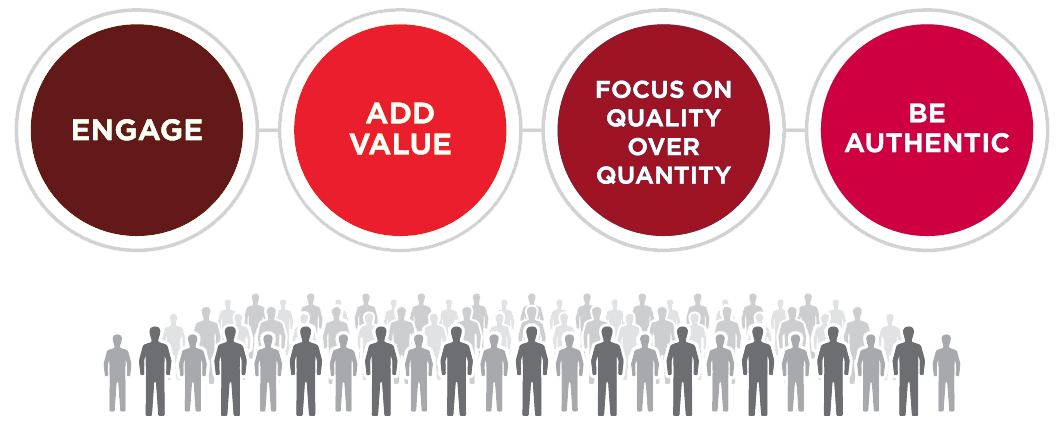 ENGAGE
ADD
VALUE
FOCUS ON
QUALITY
OVER
QUANTITY
BE
AUTHENTIC